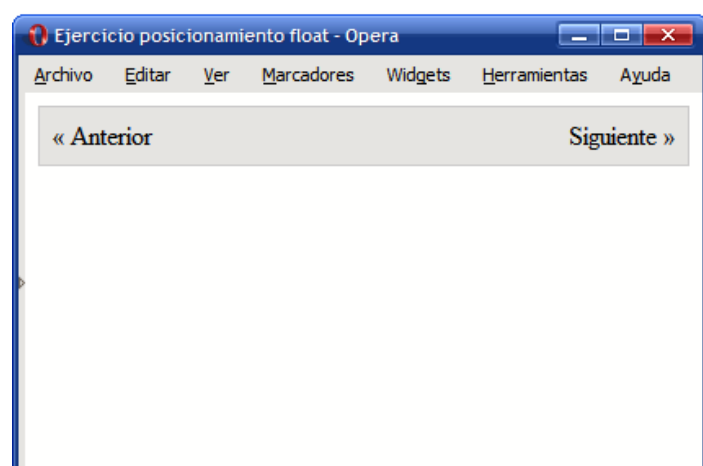 Ejercicio posicionamiento float - Opera
Archivo Editar Ver Marcadores Widgets Herramientas Ayuda
« Anterior Siguiente »